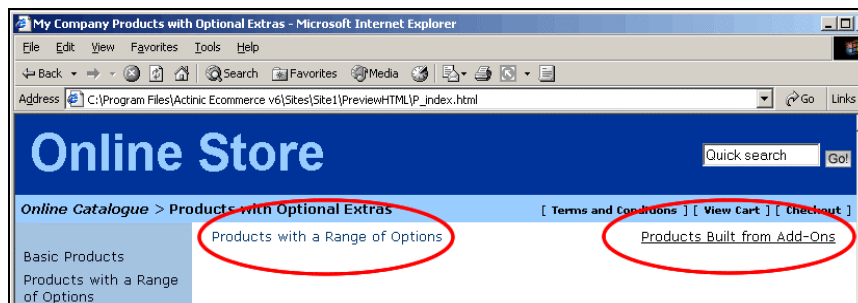 My Company Products with Optional Extras - Microsoft Internet Explorer
File Edit View Favorites Tools Help
Back Search Favorites Media
Address C:\Program Files\Actinic Ecommerce v6\Sites\Site1\PreviewHTML\P_index.html Go Links
Online Store
Quick search Go!
Online Catalogue > Products with Optional Extras [ Terms and Conditions ] [ View Cart ] [ Checkout ]
Products with a Range of Options Products Built from Add-Ons
Basic Products
Products with a Range
of Options